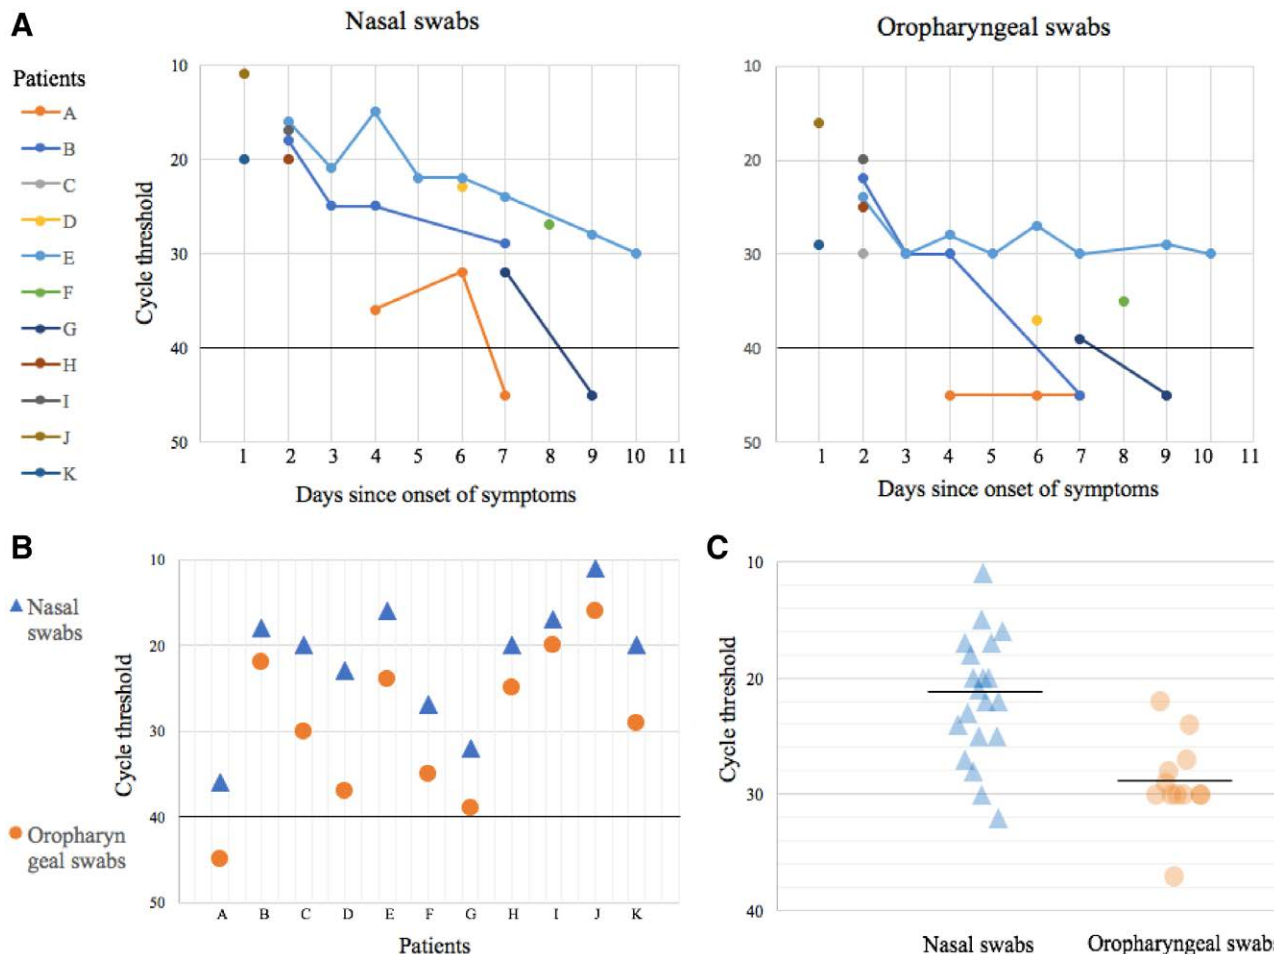 A
Nasal swabs
Oropharyngeal swabs
Patients
A
B
C
D
E
F
G
H
I
J
K
Cycle threshold
10
20
30
40
50
1 2 3 4 5 6 7 8 9 10 11
Days since onset of symptoms
Cycle threshold
10
20
30
40
50
1 2 3 4 5 6 7 8 9 10 11
Days since onset of symptoms
B
Nasal
swabs
Oropharyn
geal swabs
Cycle threshold
10
20
30
40
50
A B C D E F G H I J K
Patients
C
Cycle threshold
10
20
30
40
Nasal swabs Oropharyngeal swabs